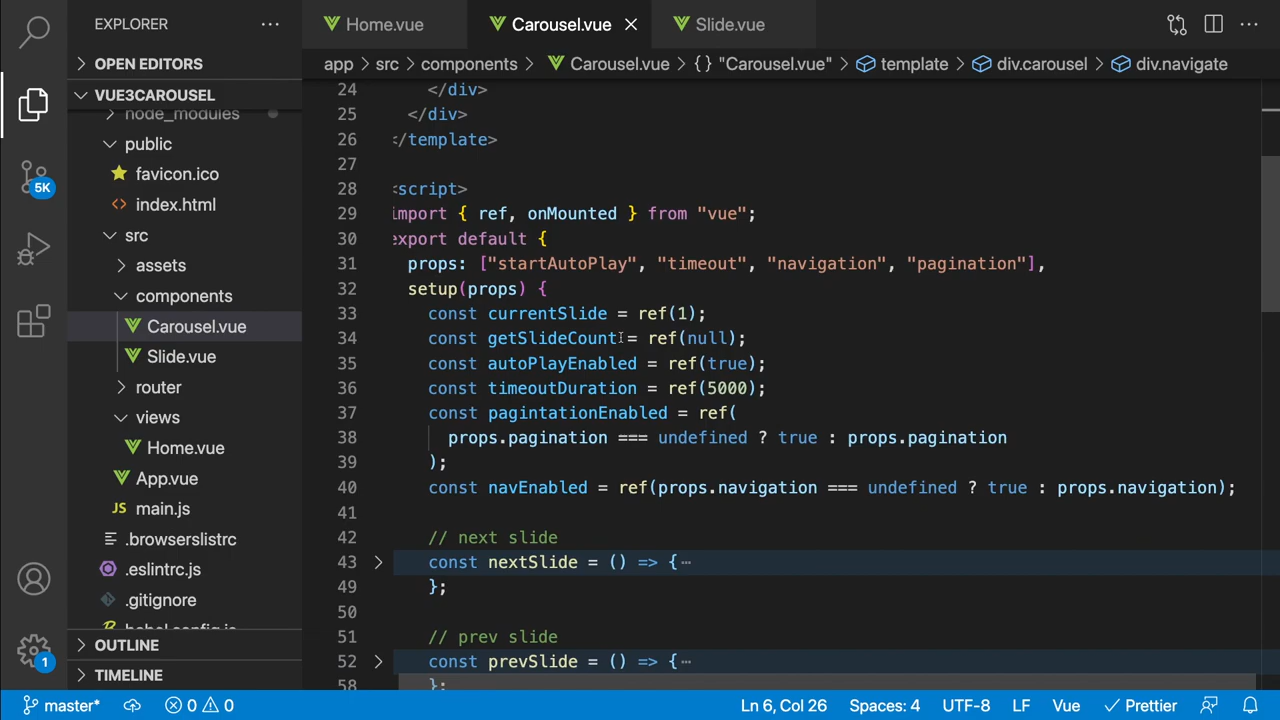 EXPLORER
OPEN EDITORS
VUE3CAROUSEL
node_modules
public
favicon.ico
<> index.html
src
assets
components
Carousel.vue
Slide.vue
router
views
Home.vue
App.vue
JS main.js
.browserslistrc
.eslintrc.js
.gitignore
babel.config.js
OUTLINE
TIMELINE
5K
1
Home.vue
Carousel.vue
Slide.vue
app > src > components > Carousel.vue > {} "Carousel.vue" > template > div.carousel > div.navigate
24 </div>
25 </div>
26 </template>
27
28 <script>
29 import { ref, onMounted } from "vue";
30 export default {
31 props: ["startAutoPlay", "timeout", "navigation", "pagination"],
32 setup(props) {
33 const currentSlide = ref(1);
34 const getSlideCount = ref(null);
35 const autoPlayEnabled = ref(true);
36 const timeoutDuration = ref(5000);
37 const pagintationEnabled = ref(
38 props.pagination === undefined ? true : props.pagination
39 );
40 const navEnabled = ref(props.navigation === undefined ? true : props.navigation);
41
42 // next slide
43 const nextSlide = () => {⋯
49 };
50
51 // prev slide
52 const prevSlide = () => {⋯
58 };
master* 0 0 Ln 6, Col 26 Spaces: 4 UTF-8 LF Vue Prettier